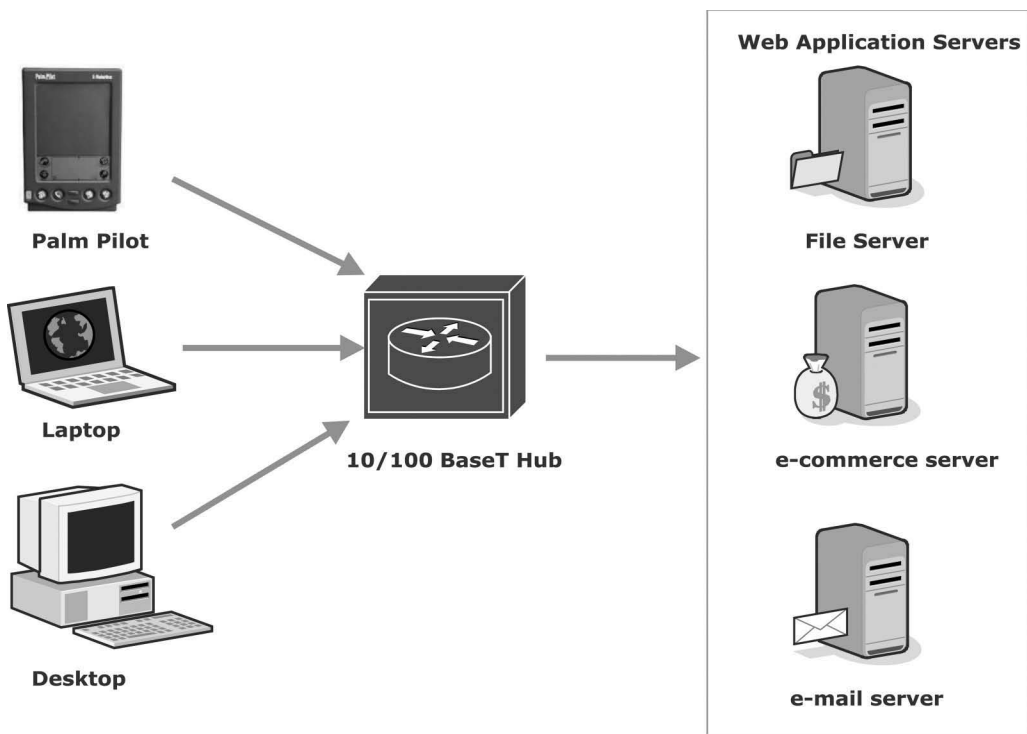 Web Application Servers
Palm Pilot
File Server
Laptop
10/100 BaseT Hub
e-commerce server
$
Desktop
e-mail server